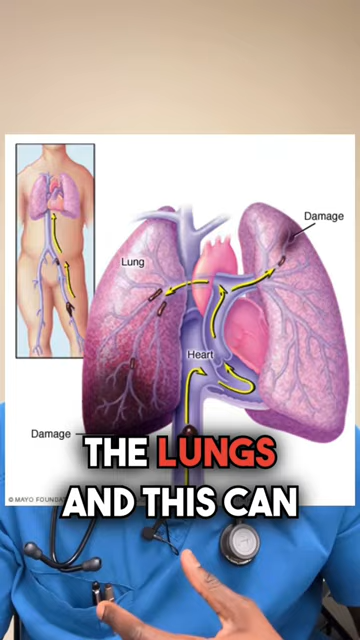 Damage
Lung
Heart
Damage
THE LUNGS
AND THIS CAN
© MAYO FOUNDA